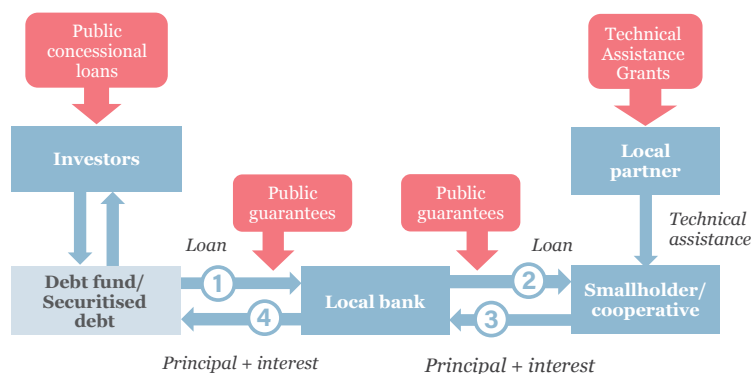 Public
concessional
loans
Technical
Assistance
Grants
Investors
Local
partner
Public
guarantees
Public
guarantees
Technical
assistance
Loan
Loan
Debt fund/
Securitised
debt
1
4
Local bank
2
3
Smallholder/
cooperative
Principal + interest
Principal + interest